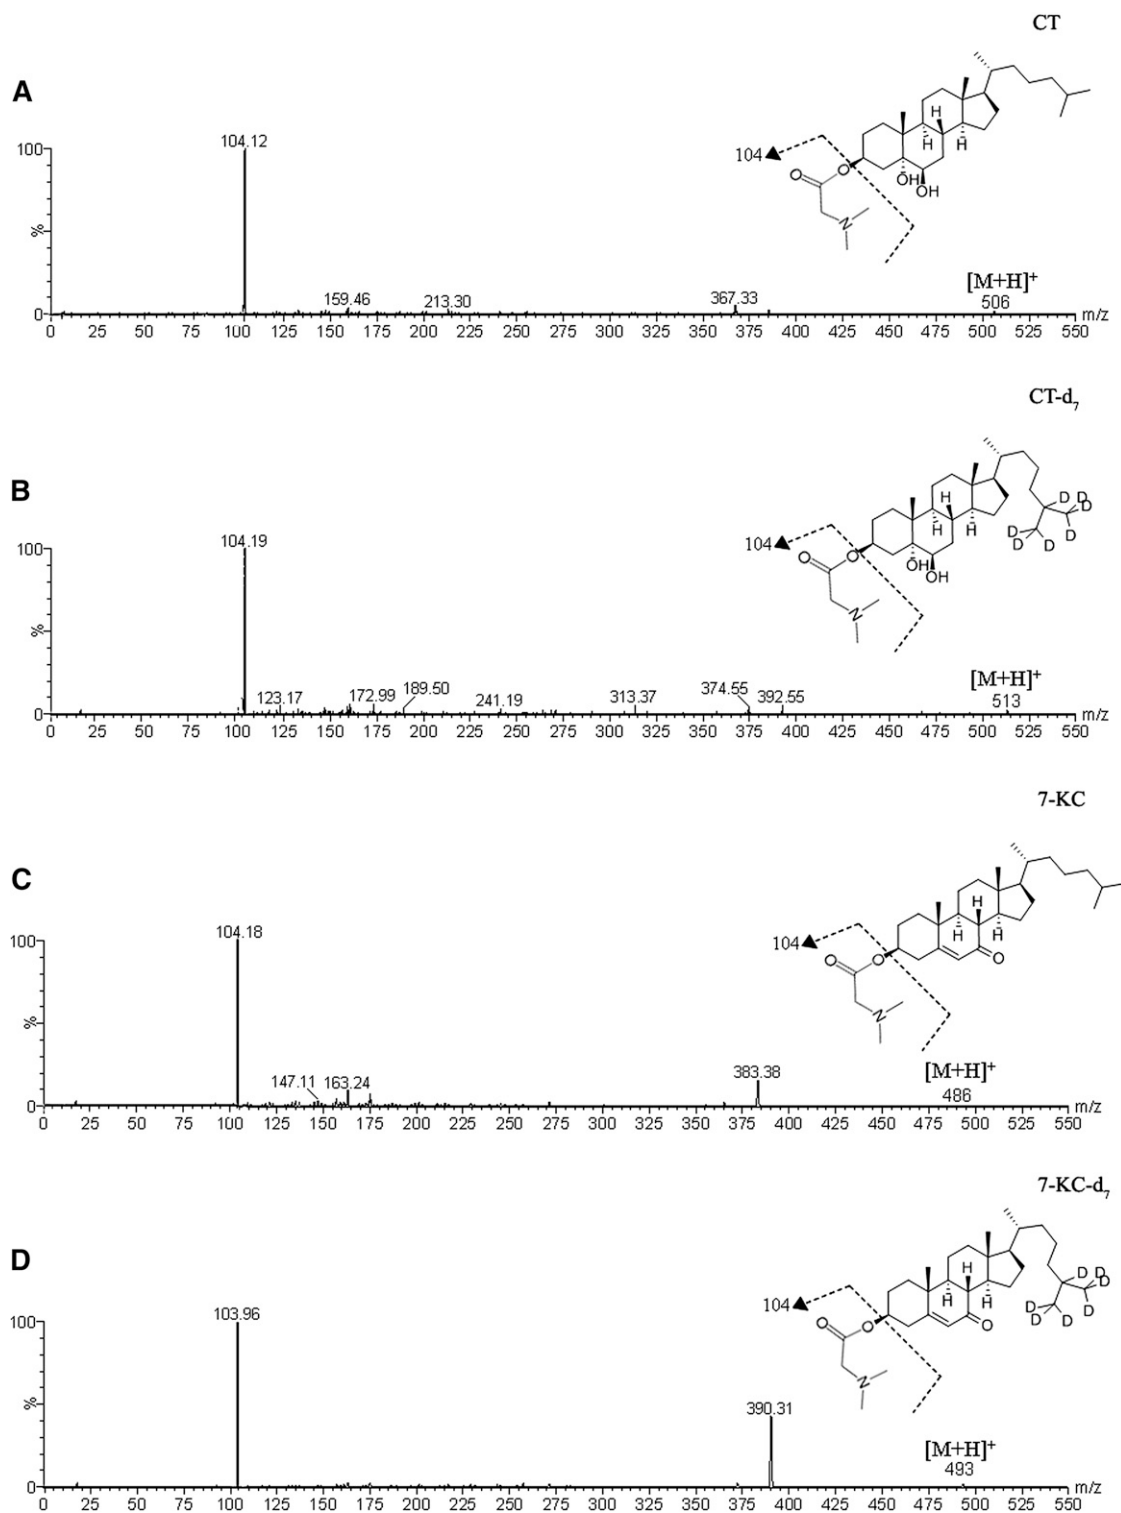 CT
A
104.12
100
%
0
159.46
213.30
367.33
[M+H]+
506
m/z
0 25 50 75 100 125 150 175 200 225 250 275 300 325 350 375 400 425 450 475 500 525 550
104
O
O
N
OH
OH
H
H
H
CT-d7
B
104.19
100
%
0
123.17
172.99
189.50
241.19
313.37
374.55
392.55
[M+H]+
513
m/z
0 25 50 75 100 125 150 175 200 225 250 275 300 325 350 375 400 425 450 475 500 525 550
104
O
O
N
OH
OH
H
H
H
D D D
D D D D
7-KC
C
104.18
100
%
0
147.11
163.24
383.38
[M+H]+
486
m/z
0 25 50 75 100 125 150 175 200 225 250 275 300 325 350 375 400 425 450 475 500 525 550
104
O
O
N
O
H
H
H
7-KC-d7
D
103.96
100
%
0
390.31
[M+H]+
493
m/z
0 25 50 75 100 125 150 175 200 225 250 275 300 325 350 375 400 425 450 475 500 525 550
104
O
O
N
O
H
H
H
D D D
D D D D